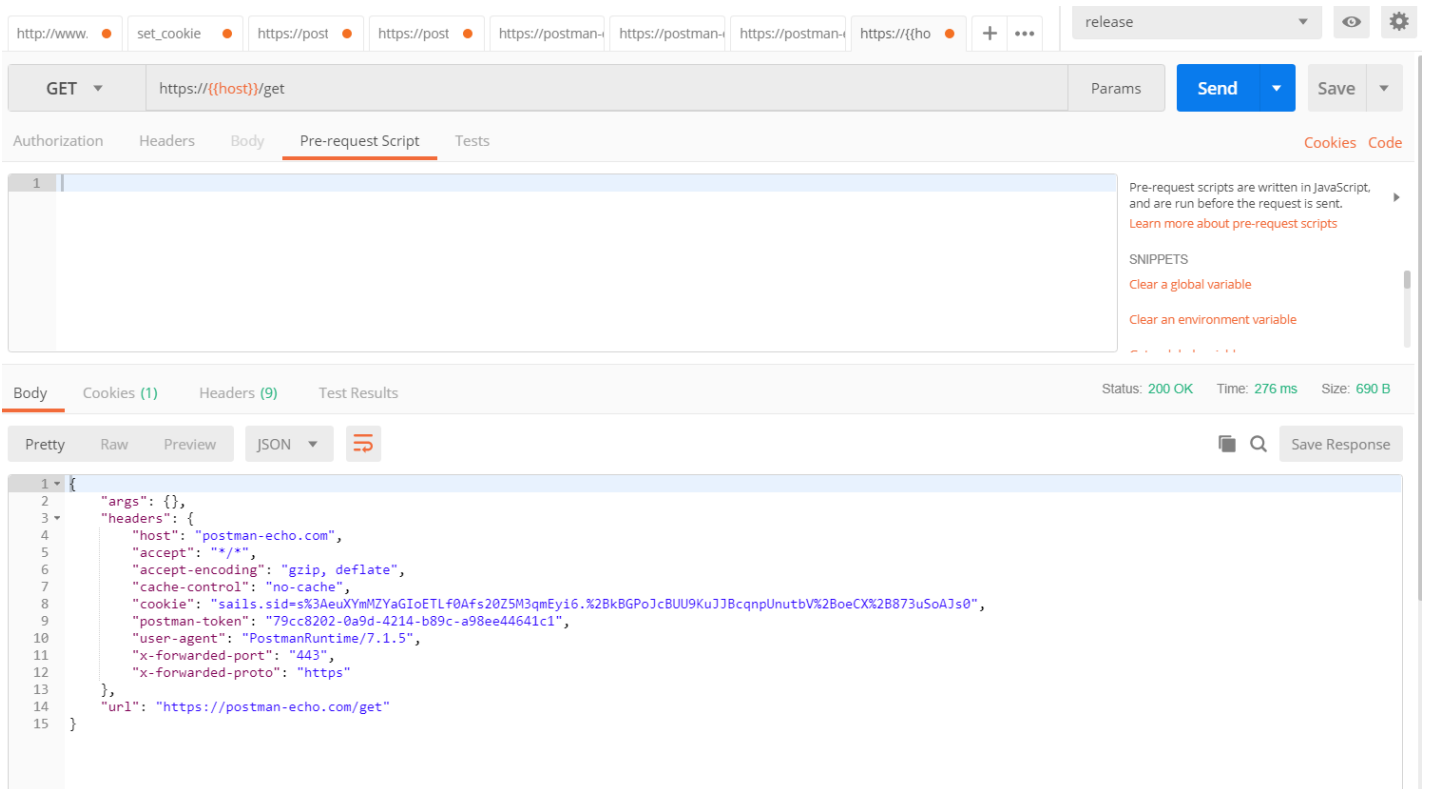 http://www. set_cookie https://post https://post https://postman-e https://postman-e https://postman-e https://{{ho + ••• release
GET https://{{host}}/get Params Send Save
Authorization Headers Body Pre-request Script Tests Cookies Code
1
Pre-request scripts are written in JavaScript,
and are run before the request is sent.
Learn more about pre-request scripts
SNIPPETS
Clear a global variable
Clear an environment variable
Body Cookies (1) Headers (9) Test Results Status: 200 OK Time: 276 ms Size: 690 B
Pretty Raw Preview JSON Save Response
1 {
2 "args": {},
3 "headers": {
4 "host": "postman-echo.com",
5 "accept": "*/*",
6 "accept-encoding": "gzip, deflate",
7 "cache-control": "no-cache",
8 "cookie": "sails.sid=s%3AeuXYmMZYaGIoETLf0Afs20Z5M3qmEyi6.%2BkBGPoJcBUU9KuJJBcqnpUnutbV%2BoeCX%2B873uSoAJs0",
9 "postman-token": "79cc8202-0a9d-4214-b89c-a98ee44641c1",
10 "user-agent": "PostmanRuntime/7.1.5",
11 "x-forwarded-port": "443",
12 "x-forwarded-proto": "https"
13 },
14 "url": "https://postman-echo.com/get"
15 }